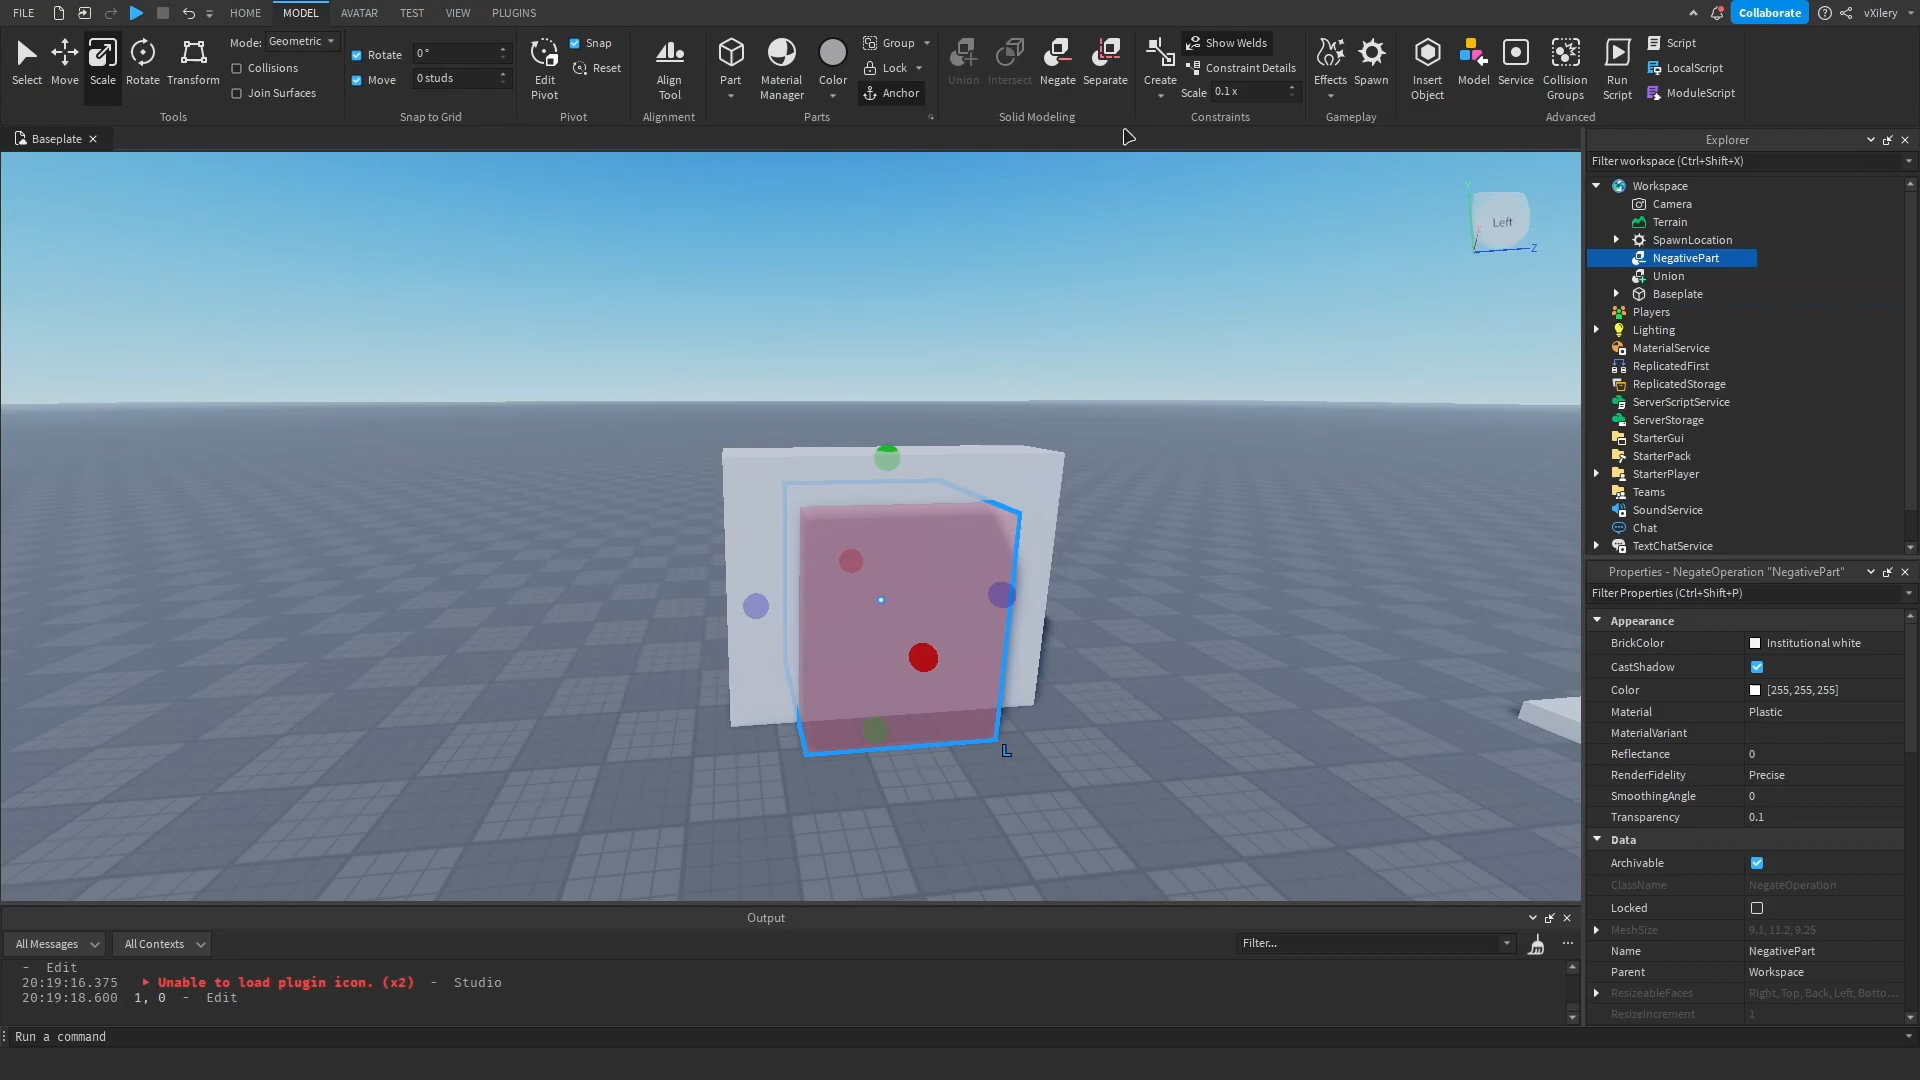 FILE HOME MODEL AVATAR TEST VIEW PLUGINS Collaborate vXilery
Select Move Scale Rotate Transform
Mode: Geometric
Collisions
Join Surfaces
Tools
Rotate 0°
Move 0 studs
Snap to Grid
Edit Pivot
Snap
Reset
Pivot
Align Tool
Alignment
Part
Material Manager
Color
Group
Lock
Anchor
Parts
Union Intersect Negate Separate
Solid Modeling
Create
Show Welds
Constraint Details
Scale 0.1 x
Constraints
Effects Spawn
Gameplay
Insert Object
Model
Service
Collision Groups
Run Script
Script
LocalScript
ModuleScript
Advanced
Baseplate
Left
Y
Z
L
Explorer
Filter workspace (Ctrl+Shift+X)
Workspace
Camera
Terrain
SpawnLocation
NegativePart
Union
Baseplate
Players
Lighting
MaterialService
ReplicatedFirst
ReplicatedStorage
ServerScriptService
ServerStorage
StarterGui
StarterPack
StarterPlayer
Teams
SoundService
Chat
TextChatService
Properties - NegateOperation "NegativePart"
Filter Properties (Ctrl+Shift+P)
Appearance
BrickColor Institutional white
CastShadow
Color [255, 255, 255]
Material Plastic
MaterialVariant
Reflectance 0
RenderFidelity Precise
SmoothingAngle 0
Transparency 0.1
Data
Archivable
ClassName NegateOperation
Locked
MeshSize 9.1, 11.2, 9.25
Name NegativePart
Parent Workspace
ResizeableFaces Right, Top, Back, Left, Botto...
ResizeIncrement 1
Output
All Messages All Contexts Filter...
- Edit
20:19:16.375 Unable to load plugin icon. (x2) - Studio
20:19:18.600 1, 0 - Edit
Run a command